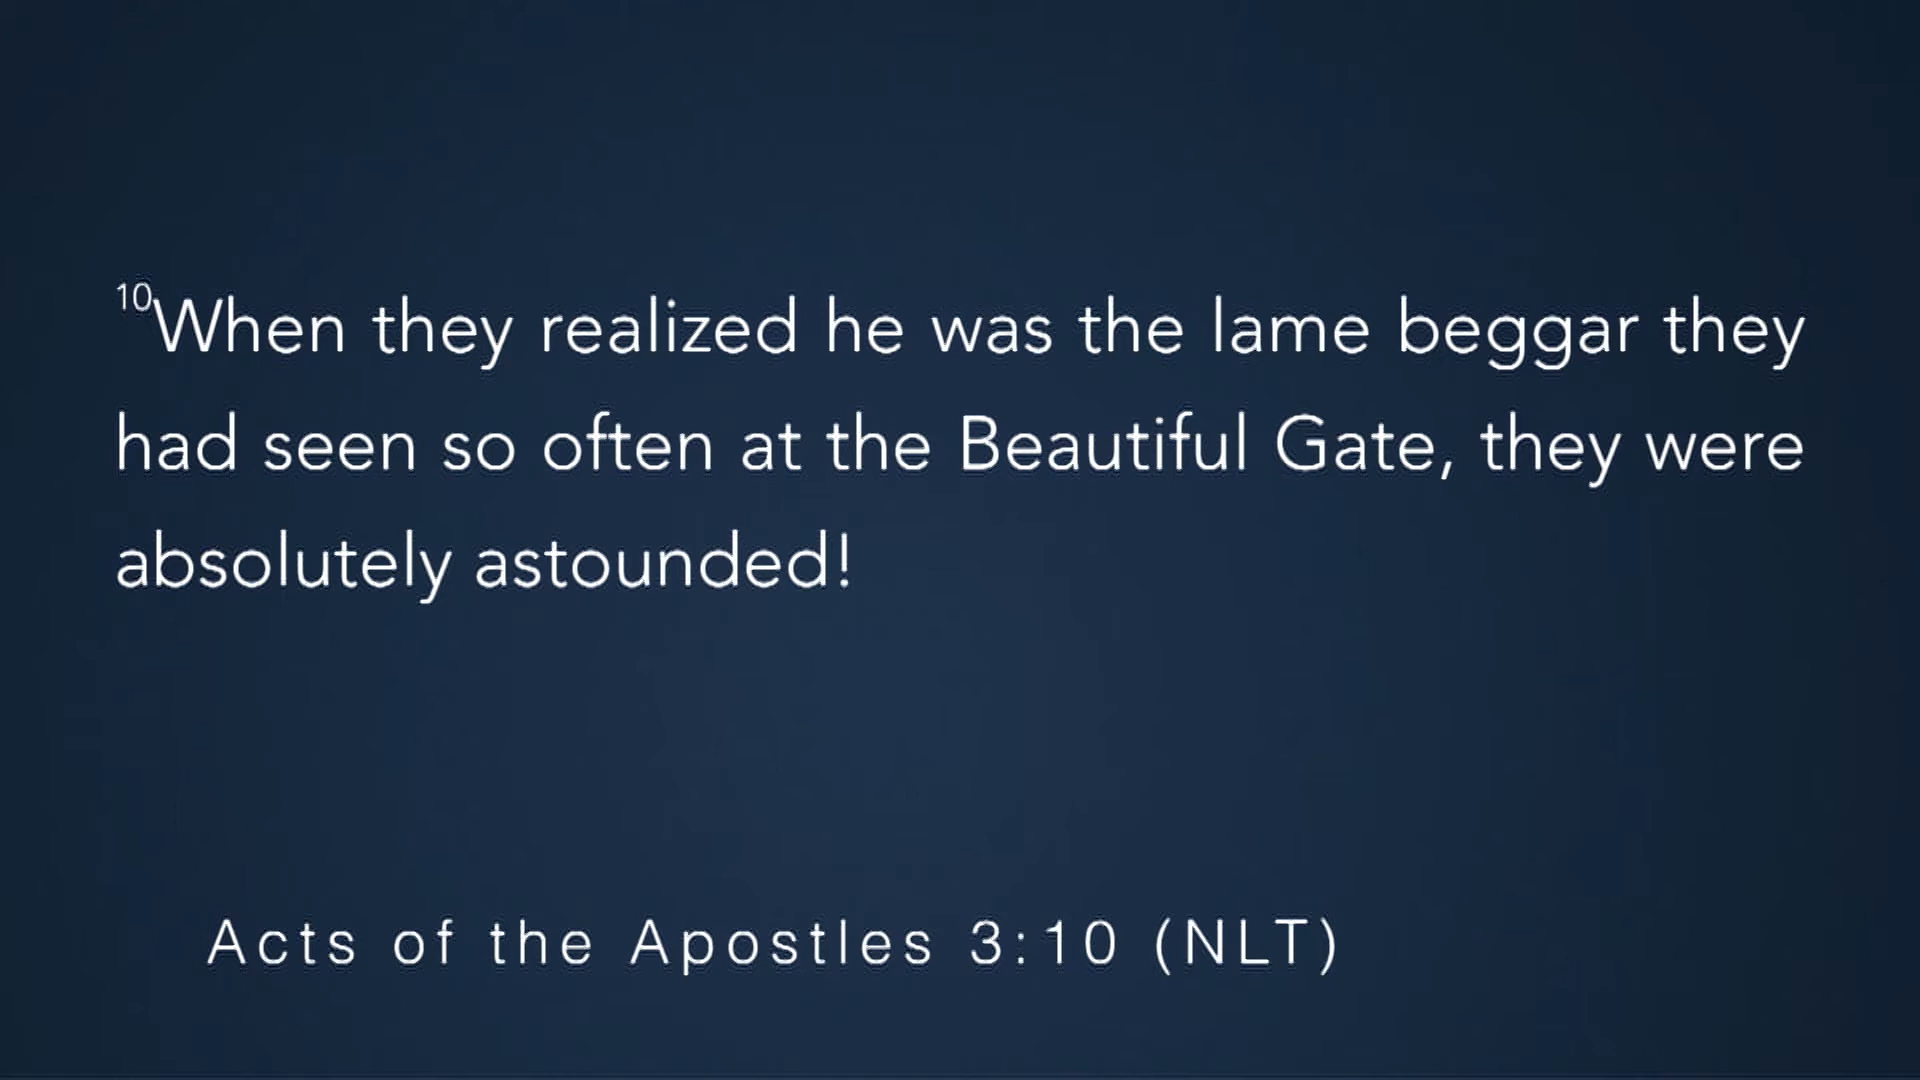 10When they realized he was the lame beggar they
had seen so often at the Beautiful Gate, they were
absolutely astounded!
Acts of the Apostles 3:10 (NLT)